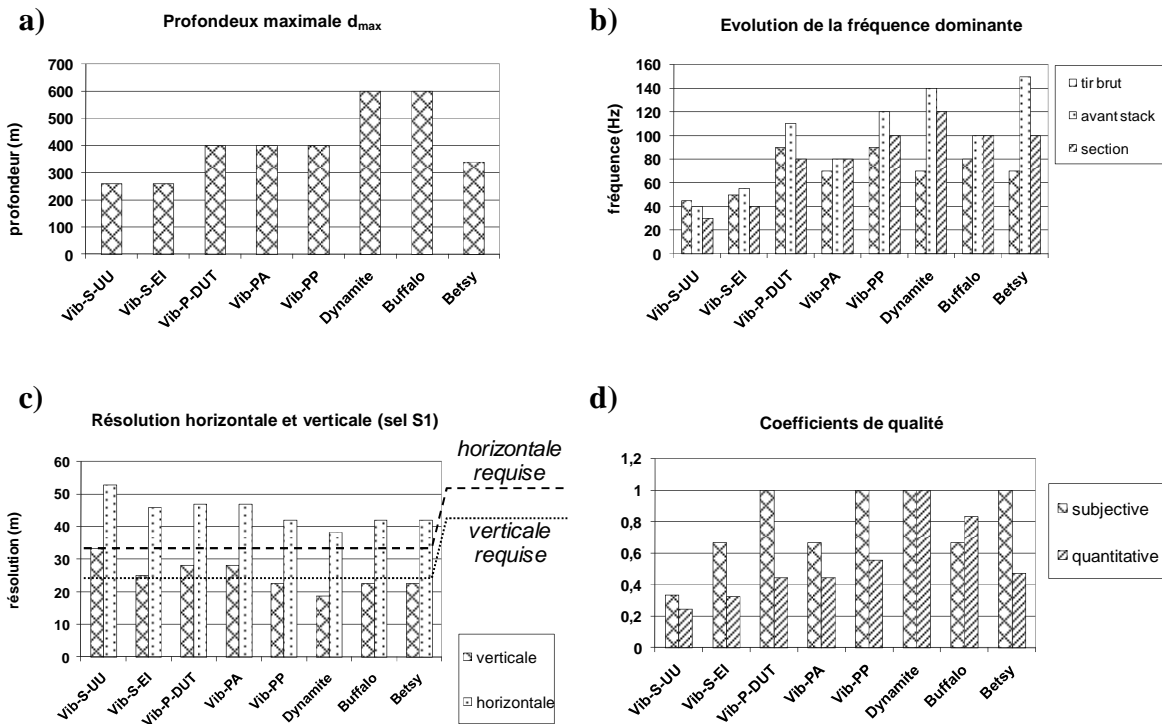 a)
Profondeux maximale dmax
profondeur (m)
700
600
500
400
300
200
100
0
Vib-S-UU
Vib-S-EI
Vib-P-DUT
Vib-PA
Vib-PP
Dynamite
Buffalo
Betsy
b)
Evolution de la fréquence dominante
fréquence (Hz)
160
140
120
100
80
60
40
20
0
Vib-S-UU
Vib-S-EI
Vib-P-DUT
Vib-PA
Vib-PP
Dynamite
Buffalo
Betsy
tir brut
avant stack
section
c)
Résolution horizontale et verticale (sel S1)
résolution (m)
60
50
40
30
20
10
0
Vib-S-UU
Vib-S-EI
Vib-P-DUT
Vib-PA
Vib-PP
Dynamite
Buffalo
Betsy
horizontale
requise
verticale
requise
verticale
horizontale
d)
Coefficients de qualité
1,2
1
0,8
0,6
0,4
0,2
0
Vib-S-UU
Vib-S-EI
Vib-P-DUT
Vib-PA
Vib-PP
Dynamite
Buffalo
Betsy
subjective
quantitative